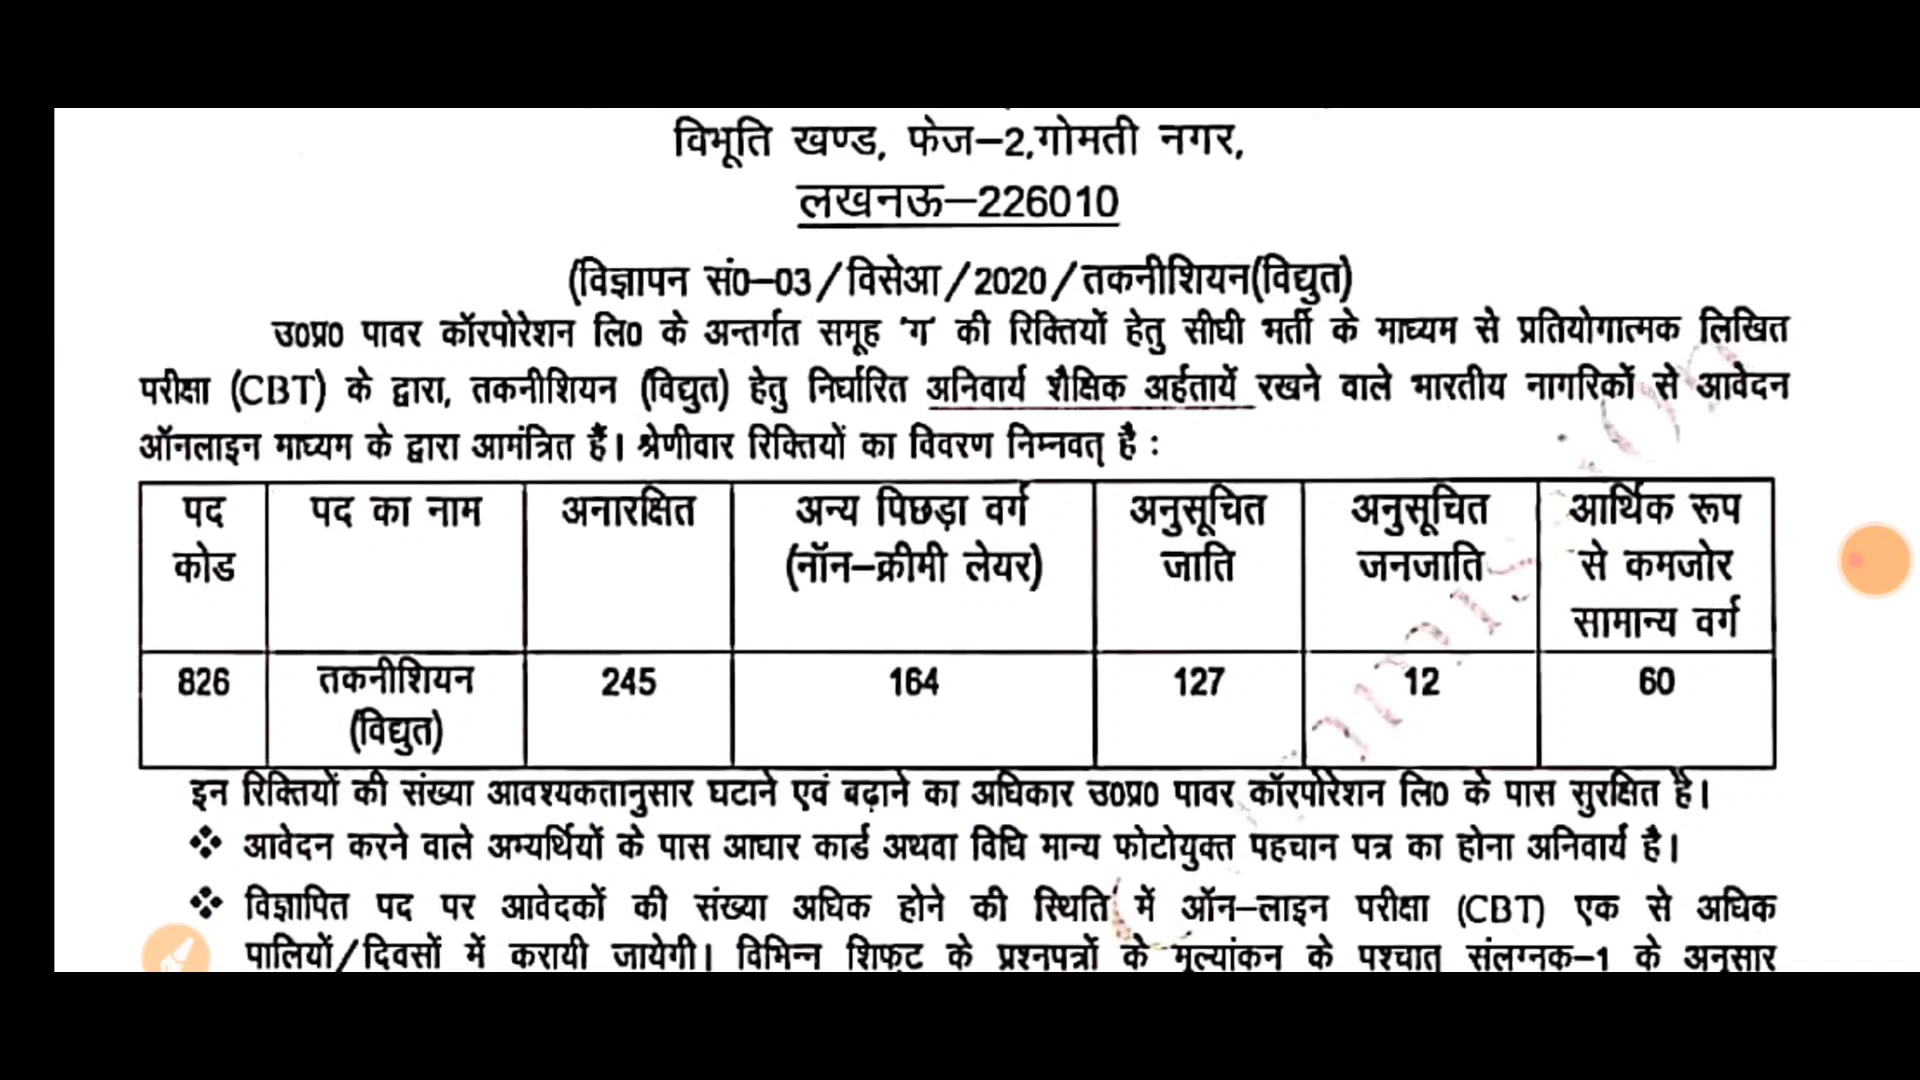 विभूति खण्ड, फेज–2,गोमती नगर,
लखनऊ–226010
(विज्ञापन सं0–03/विसेआ/2020/तकनीशियन(विद्युत)
उ0प्र0 पावर कॉरपोरेशन लि0 के अन्तर्गत समूह 'ग' की रिक्तियों हेतु सीधी भर्ती के माध्यम से प्रतियोगात्मक लिखित
परीक्षा (CBT) के द्वारा, तकनीशियन (विद्युत) हेतु निर्धारित अनिवार्य शैक्षिक अर्हतायें रखने वाले भारतीय नागरिकों से आवेदन
ऑनलाइन माध्यम के द्वारा आमंत्रित हैं। श्रेणीवार रिक्तियों का विवरण निम्नवत् है :
पद कोड
पद का नाम
अनारक्षित
अन्य पिछड़ा वर्ग (नॉन–क्रीमी लेयर)
अनुसूचित जाति
अनुसूचित जनजाति
आर्थिक रूप से कमजोर सामान्य वर्ग
826
तकनीशियन (विद्युत)
245
164
127
12
60
इन रिक्तियों की संख्या आवश्यकतानुसार घटाने एवं बढ़ाने का अधिकार उ0प्र0 पावर कॉरपोरेशन लि0 के पास सुरक्षित है।
❖ आवेदन करने वाले अभ्यर्थियों के पास आधार कार्ड अथवा विधि मान्य फोटोयुक्त पहचान पत्र का होना अनिवार्य है।
❖ विज्ञापित पद पर आवेदकों की संख्या अधिक होने की स्थिति में ऑन–लाइन परीक्षा (CBT) एक से अधिक
पालियों/दिवसों में करायी जायेगी। विभिन्न शिफ्ट के प्रश्नपत्रों के मूल्यांकन के पश्चात् संलग्नक–1 के अनुसार